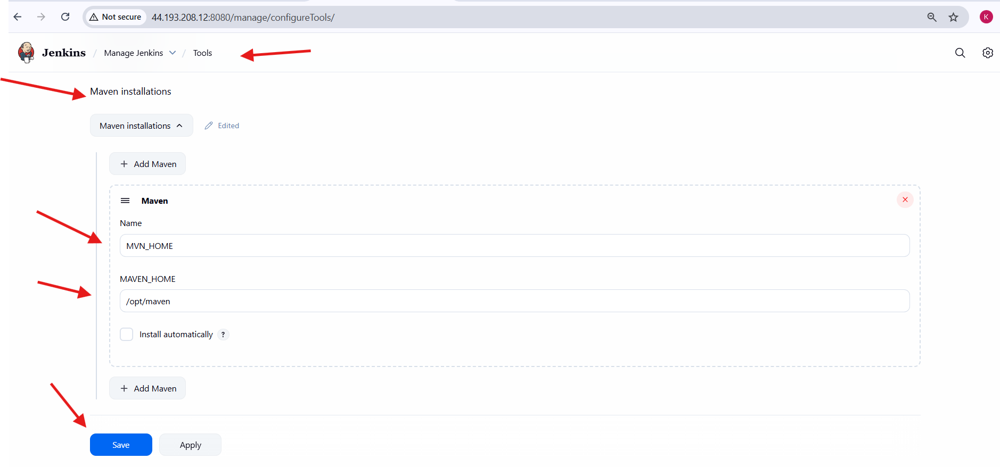 Not secure 44.193.208.12:8080/manage/configureTools/ K
Jenkins / Manage Jenkins / Tools
Maven installations
Maven installations Edited
+ Add Maven
Maven
Name
MVN_HOME
MAVEN_HOME
/opt/maven
Install automatically ?
+ Add Maven
Save Apply